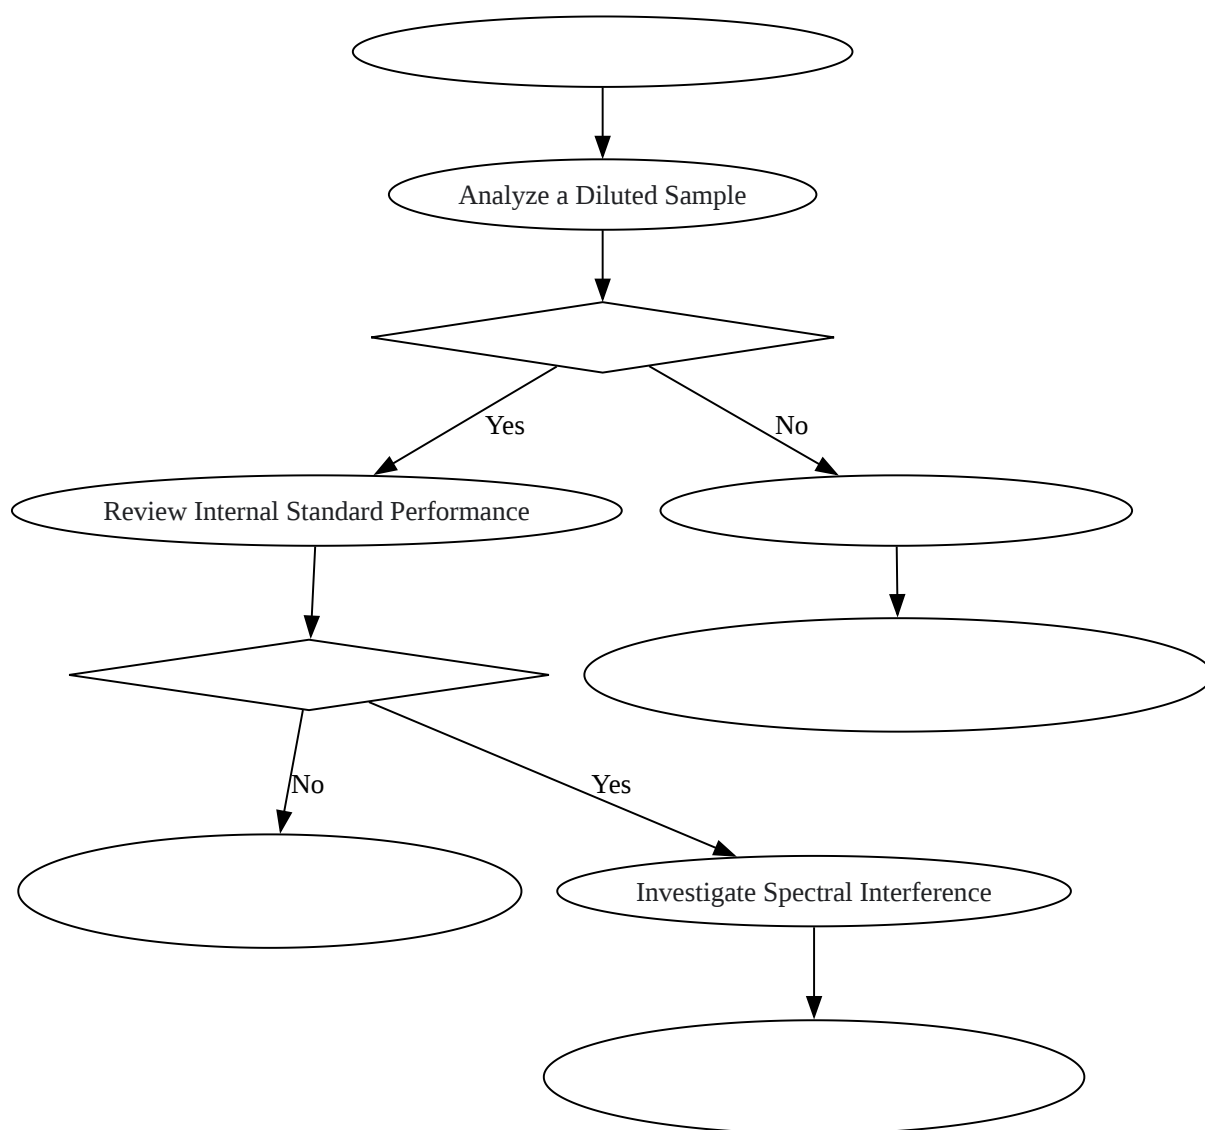 Analyze a Diluted Sample
Yes
No
Review Internal Standard Performance
No
Yes
Investigate Spectral Interference